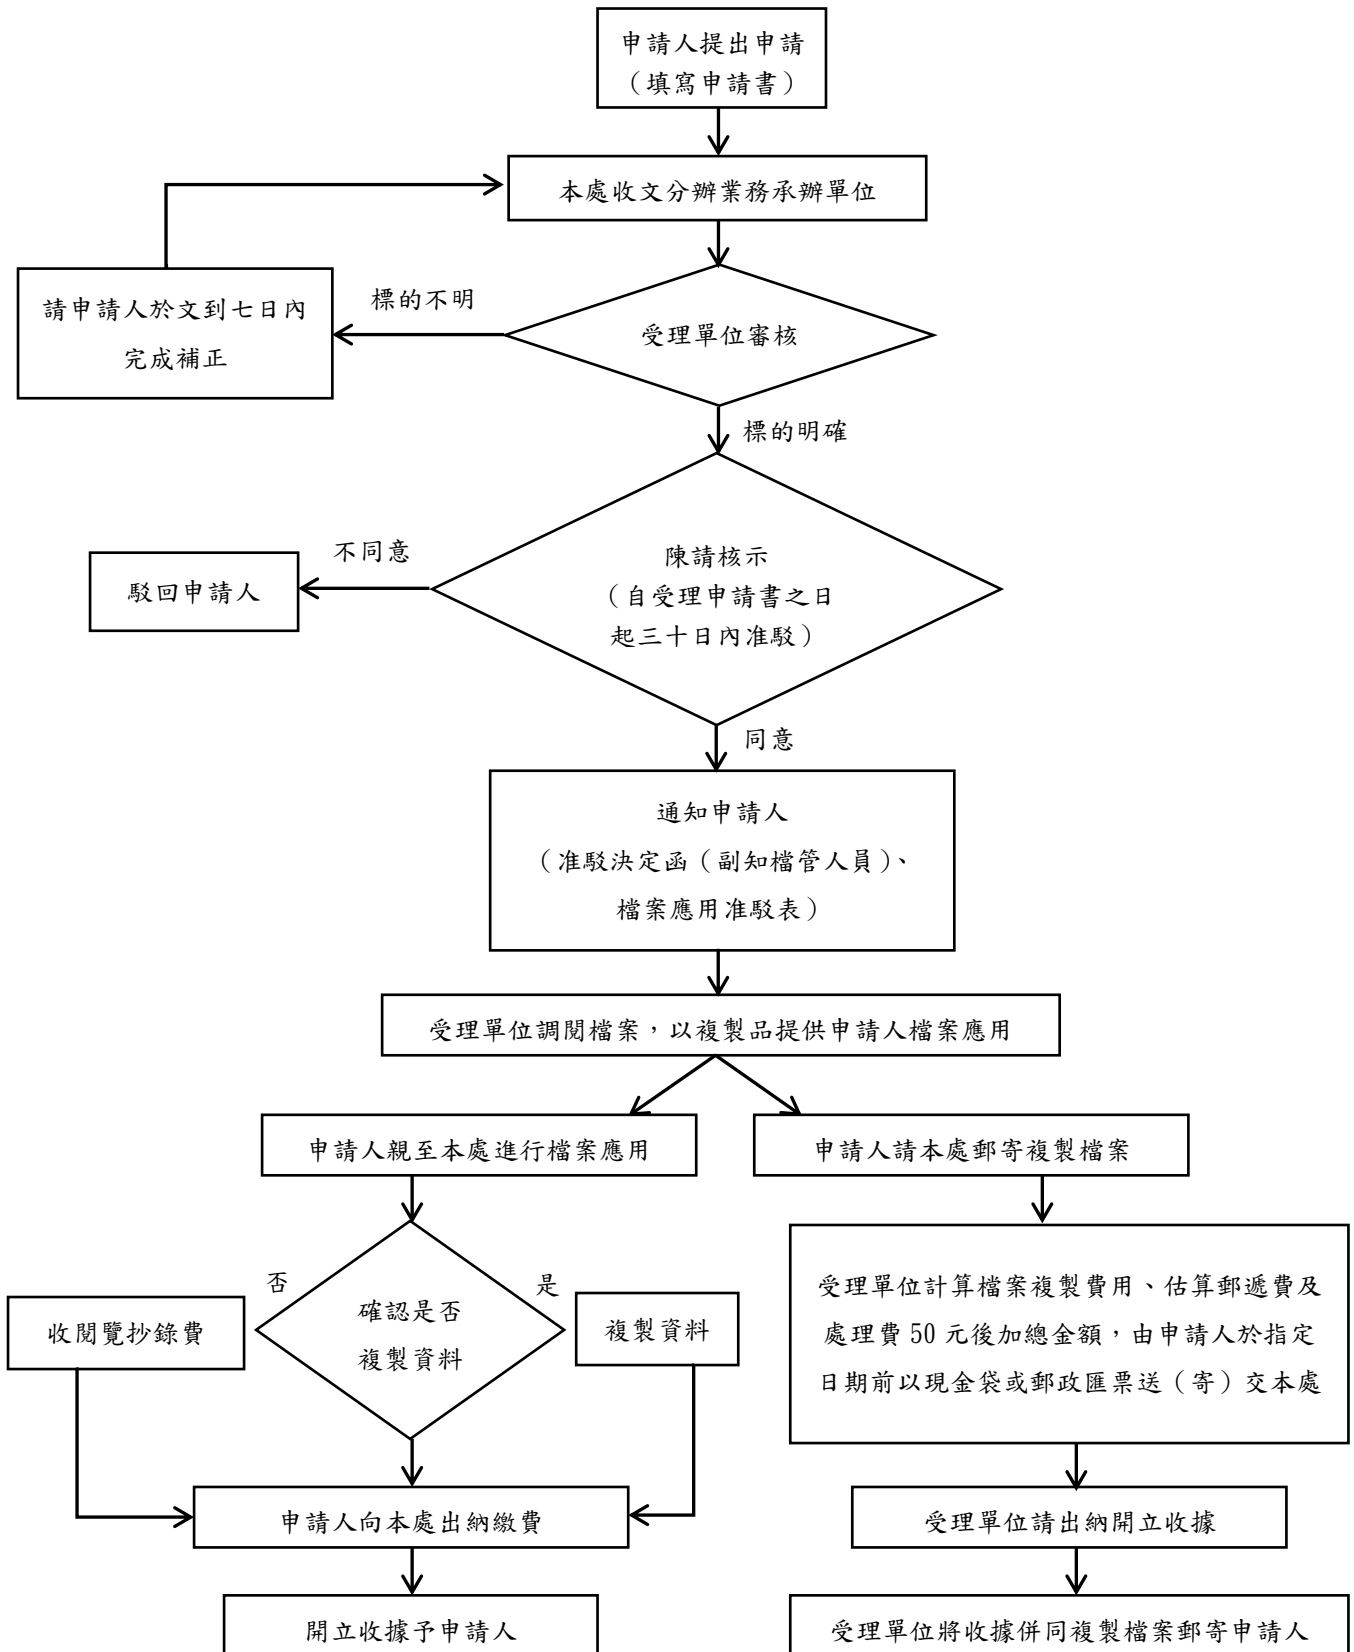 申請人提出申請
（填寫申請書）
本處收文分辦業務承辦單位
請申請人於文到七日內
完成補正
標的不明
受理單位審核
標的明確
駁回申請人
不同意
陳請核示
（自受理申請書之日
起三十日內准駁）
同意
通知申請人
（准駁決定函（副知檔管人員）、
檔案應用准駁表）
受理單位調閱檔案，以複製品提供申請人檔案應用
申請人親至本處進行檔案應用
申請人請本處郵寄複製檔案
否
是
收閱覽抄錄費
確認是否
複製資料
複製資料
受理單位計算檔案複製費用、估算郵遞費及
處理費 50 元後加總金額，由申請人於指定
日期前以現金袋或郵政匯票送（寄）交本處
申請人向本處出納繳費
受理單位請出納開立收據
開立收據予申請人
受理單位將收據併同複製檔案郵寄申請人